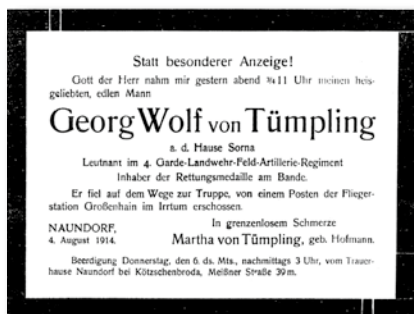 Statt besonderer Anzeige!
Gott der Herr nahm mir gestern abend ¾11 Uhr meinen heis-
geliebten, edlen Mann
Georg Wolf von Tümpling
a. d. Hause Sorna
Leutnant im 4. Garde-Landwehr-Feld-Artillerie-Regiment
Inhaber der Rettungsmedaille am Bande.
Er fiel auf dem Wege zur Truppe, von einem Posten der Flieger-
station Großenhain im Irrtum erschossen.
In grenzenlosem Schmerze
NAUNDORF,
4. August 1914.
Martha von Tümpling, geb. Hofmann.
Beerdigung Donnerstag, den 6. ds. Mts., nachmittags 3 Uhr, vom Trauer-
hause Naundorf bei Kötzschenbroda, Meißner Straße 39m.